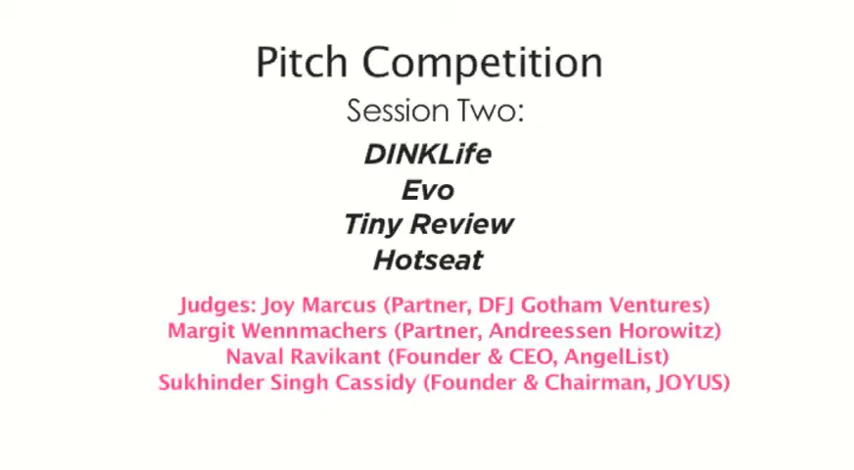 Pitch Competition
Session Two:
DINKLife
Evo
Tiny Review
Hotseat
Judges: Joy Marcus (Partner, DFJ Gotham Ventures)
Margit Wennmachers (Partner, Andreessen Horowitz)
Naval Ravikant (Founder & CEO, AngelList)
Sukhinder Singh Cassidy (Founder & Chairman, JOYUS)